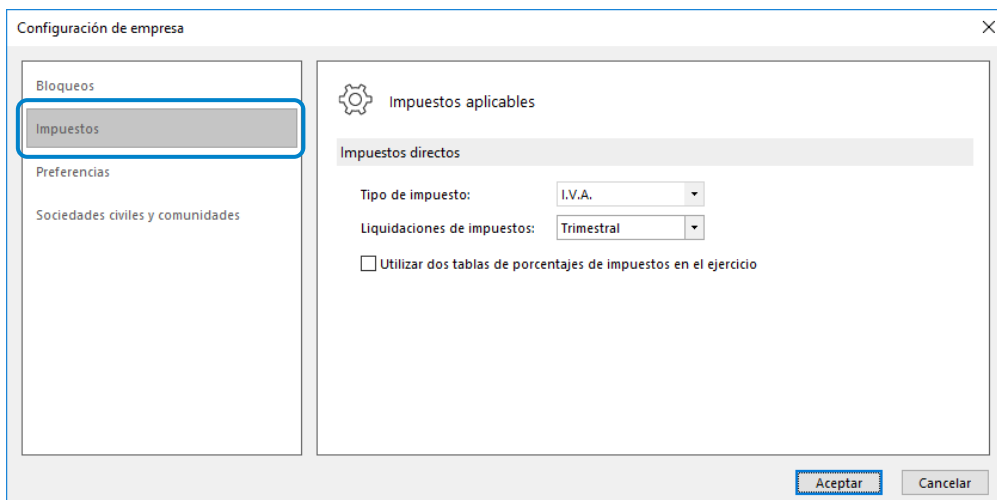 Configuración de empresa
Bloqueos
Impuestos
Preferencias
Sociedades civiles y comunidades
Impuestos aplicables
Impuestos directos
Tipo de impuesto: I.V.A.
Liquidaciones de impuestos: Trimestral
Utilizar dos tablas de porcentajes de impuestos en el ejercicio
Aceptar Cancelar